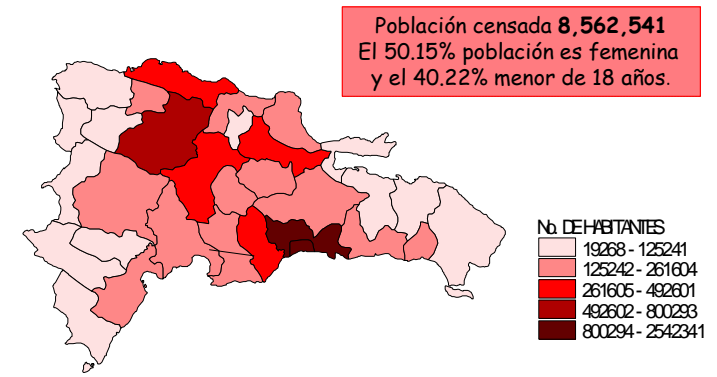 Población censada 8,562,541
El 50.15% población es femenina
y el 40.22% menor de 18 años.
No. DE HABITANTES
19268 - 125241
125242 - 261604
261605 - 492601
492602 - 800293
800294 - 2542341